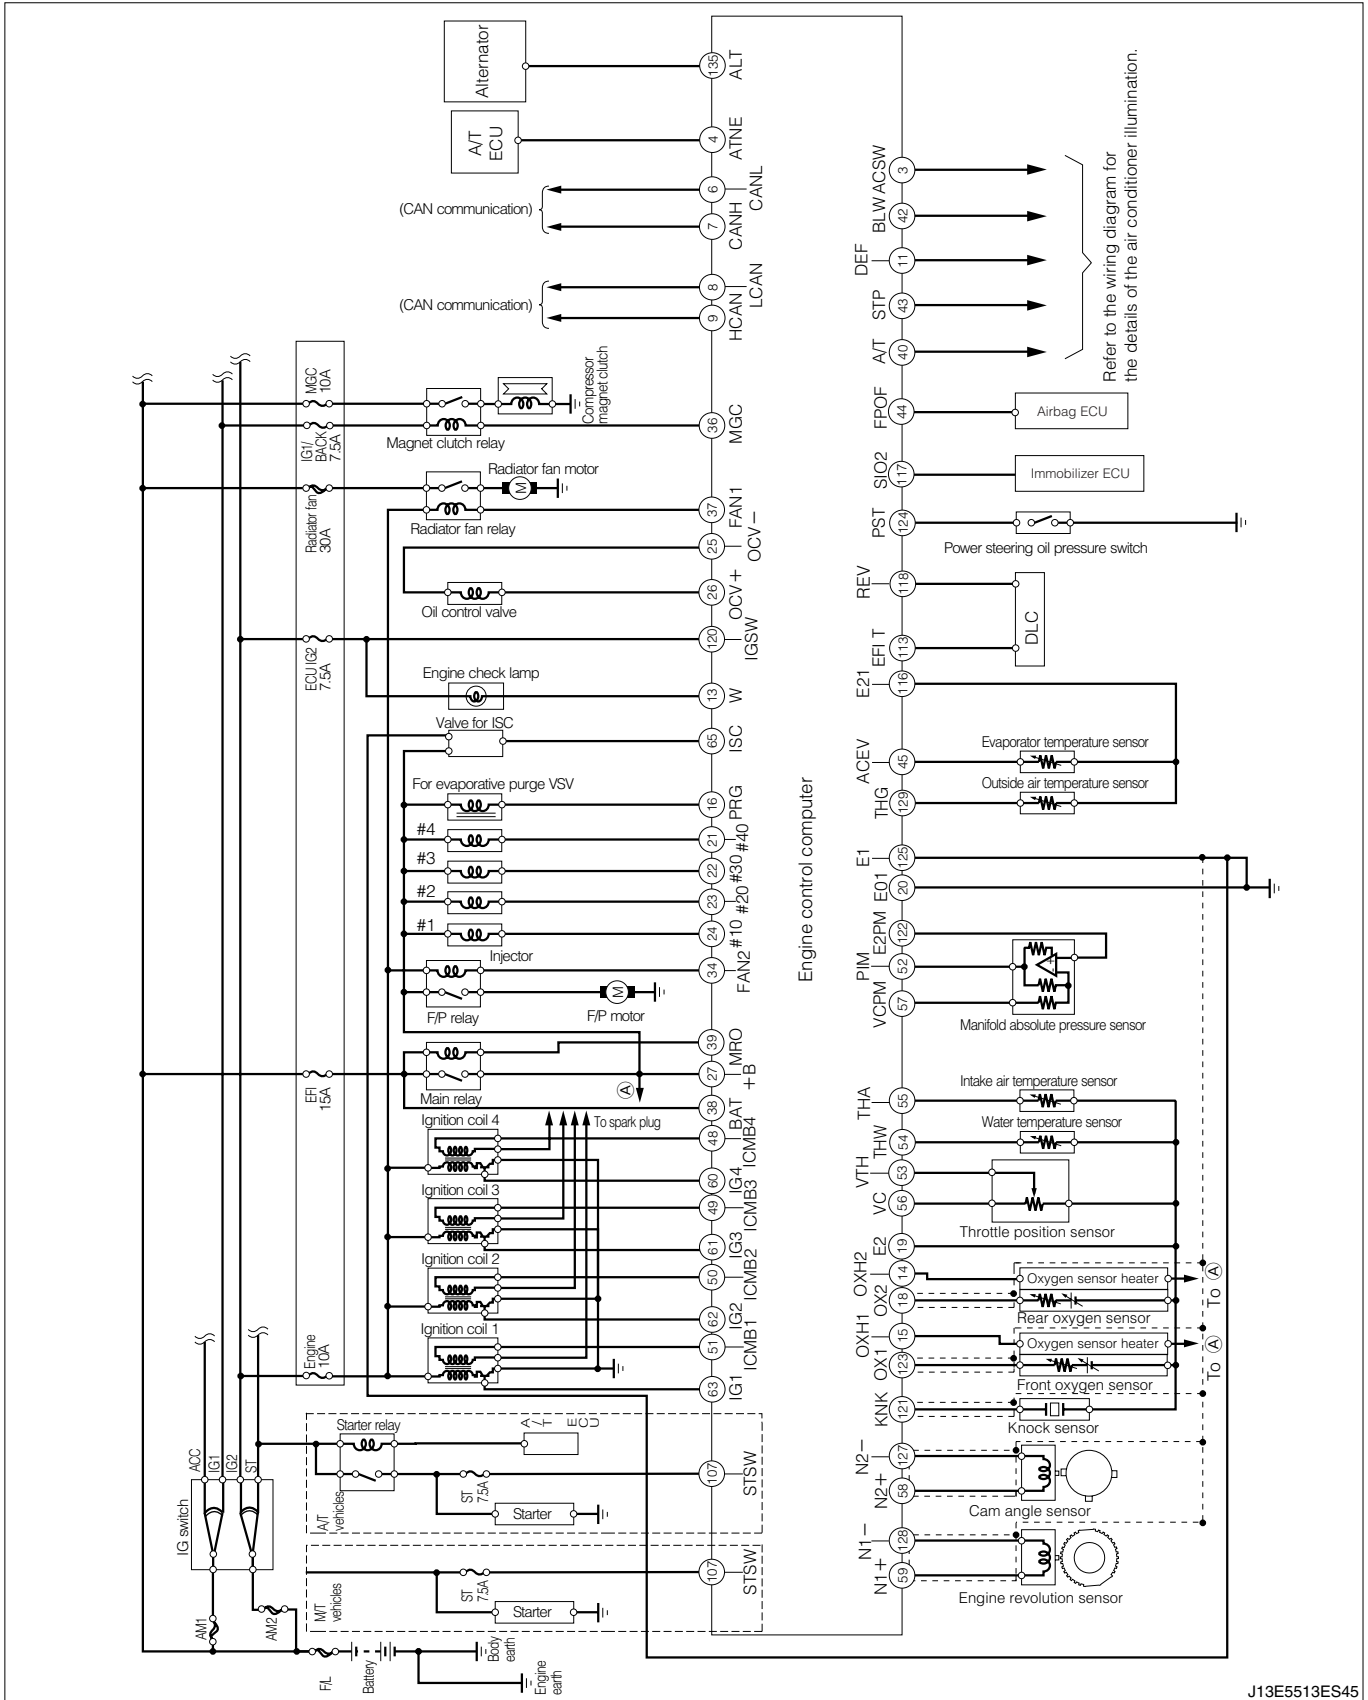 Alternator
135
ALT
A/T
ECU
4
ATNE
(CAN communication)
6
CANL
7
CANH
(CAN communication)
8
LCAN
9
HCAN
MGC
10A
Compressor
magnet clutch
IG1/
BACK
7.5A
Magnet clutch relay
36
MGC
Radiator fan motor
M
Radiator fan
30A
Radiator fan relay
37
FAN1
25
OCV−
26
OCV+
Oil control valve
120
IGSW
ECU IG2
7.5A
Engine check lamp
13
W
Valve for ISC
65
ISC
For evaporative purge VSV
16
PRG
#4
21
#40
#3
22
#30
#2
23
#20
#1
24
#10
Injector
34
FAN2
M
F/P relay
F/P motor
39
MRO
27
+B
EFI
15A
Main relay
A
38
BAT
To spark plug
Ignition coil 4
48
ICMB4
60
IG4
Ignition coil 3
49
ICMB3
61
IG3
Ignition coil 2
50
ICMB2
62
IG2
Ignition coil 1
51
ICMB1
63
IG1
Engine
10A
Starter relay
A/T ECU
107
STSW
ST
7.5A
Starter
A/T
vehicles
107
STSW
ST
7.5A
Starter
M/T
vehicles
ACC
IG1
IG2
ST
IG switch
AM1
AM2
F/L
Battery
Body
earth
Engine
earth
Engine control computer
3
ACSW
42
BLW
11
DEF
43
STP
40
A/T
Refer to the wiring diagram for
the details of the air conditioner illumination.
44
FPOF
Airbag ECU
117
SIO2
Immobilizer ECU
124
PST
Power steering oil pressure switch
118
REV
DLC
113
EFI T
116
E21
Evaporator temperature sensor
45
ACEV
Outside air temperature sensor
129
THG
125
E1
20
E01
122
E2PM
52
PIM
57
VCPM
+
-
Manifold absolute pressure sensor
Intake air temperature sensor
55
THA
Water temperature sensor
54
THW
53
VTH
56
VC
Throttle position sensor
19
E2
14
OXH2
Oxygen sensor heater
To A
18
OX2
Rear oxygen sensor
15
OXH1
Oxygen sensor heater
To A
123
OX1
Front oxygen sensor
121
KNK
Knock sensor
127
N2−
58
N2+
Cam angle sensor
128
N1−
59
N1+
Engine revolution sensor
J13E5513ES45